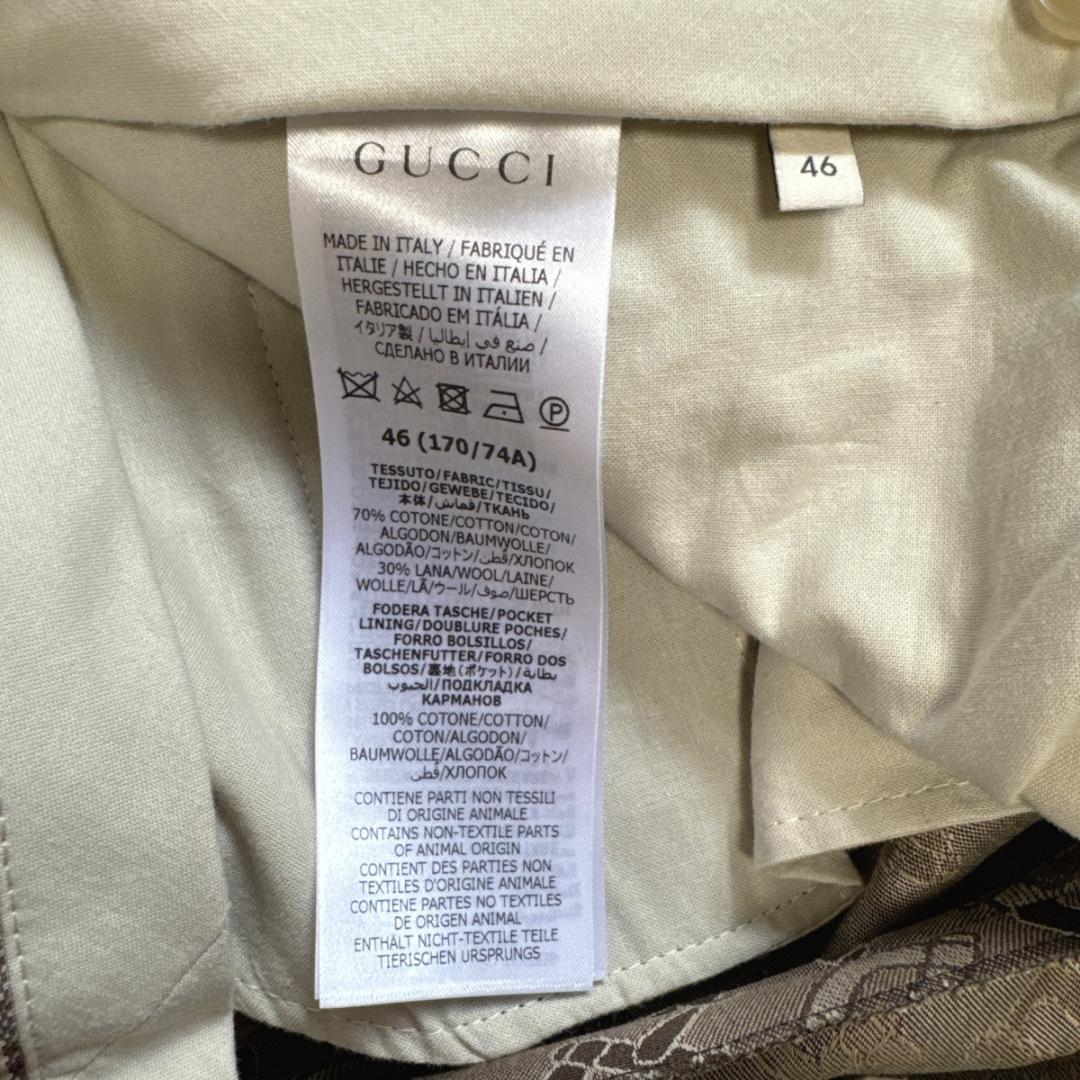 GUCCI
46
MADE IN ITALY / FABRIQUÉ EN
ITALIE / HECHO EN ITALIA /
HERGESTELLT IN ITALIEN /
FABRICADO EM ITÁLIA /
イタリア製 / صنع في إيطاليا /
СДЕЛАНО В ИТАЛИИ
P
46 (170/74A)
TESSUTO/FABRIC/TISSU/
TEJIDO/GEWEBE/TECIDO/
本体/قماش/ТКАНЬ
70% COTONE/COTTON/COTON/
ALGODON/BAUMWOLLE/
ALGODÃO/コットン/قُطن/ХЛОПОК
30% LANA/WOOL/LAINE/
WOLLE/LÃ/ウール/صوف/ШЕРСТЬ
FODERA TASCHE/POCKET
LINING/DOUBLURE POCHES/
FORRO BOLSILLOS/
TASCHENFUTTER/FORRO DOS
BOLSOS/裏地(ポケット)/بطانة
الجيوب/ПОДКЛАДКА
КАРМАНОВ
100% COTONE/COTTON/
COTON/ALGODON/
BAUMWOLLE/ALGODÃO/コットン/
قُطن/ХЛОПОК
CONTIENE PARTI NON TESSILI
DI ORIGINE ANIMALE
CONTAINS NON-TEXTILE PARTS
OF ANIMAL ORIGIN
CONTIENT DES PARTIES NON
TEXTILES D'ORIGINE ANIMALE
CONTIENE PARTES NO TEXTILES
DE ORIGEN ANIMAL
ENTHÄLT NICHT-TEXTILE TEILE
TIERISCHEN URSPRUNGS